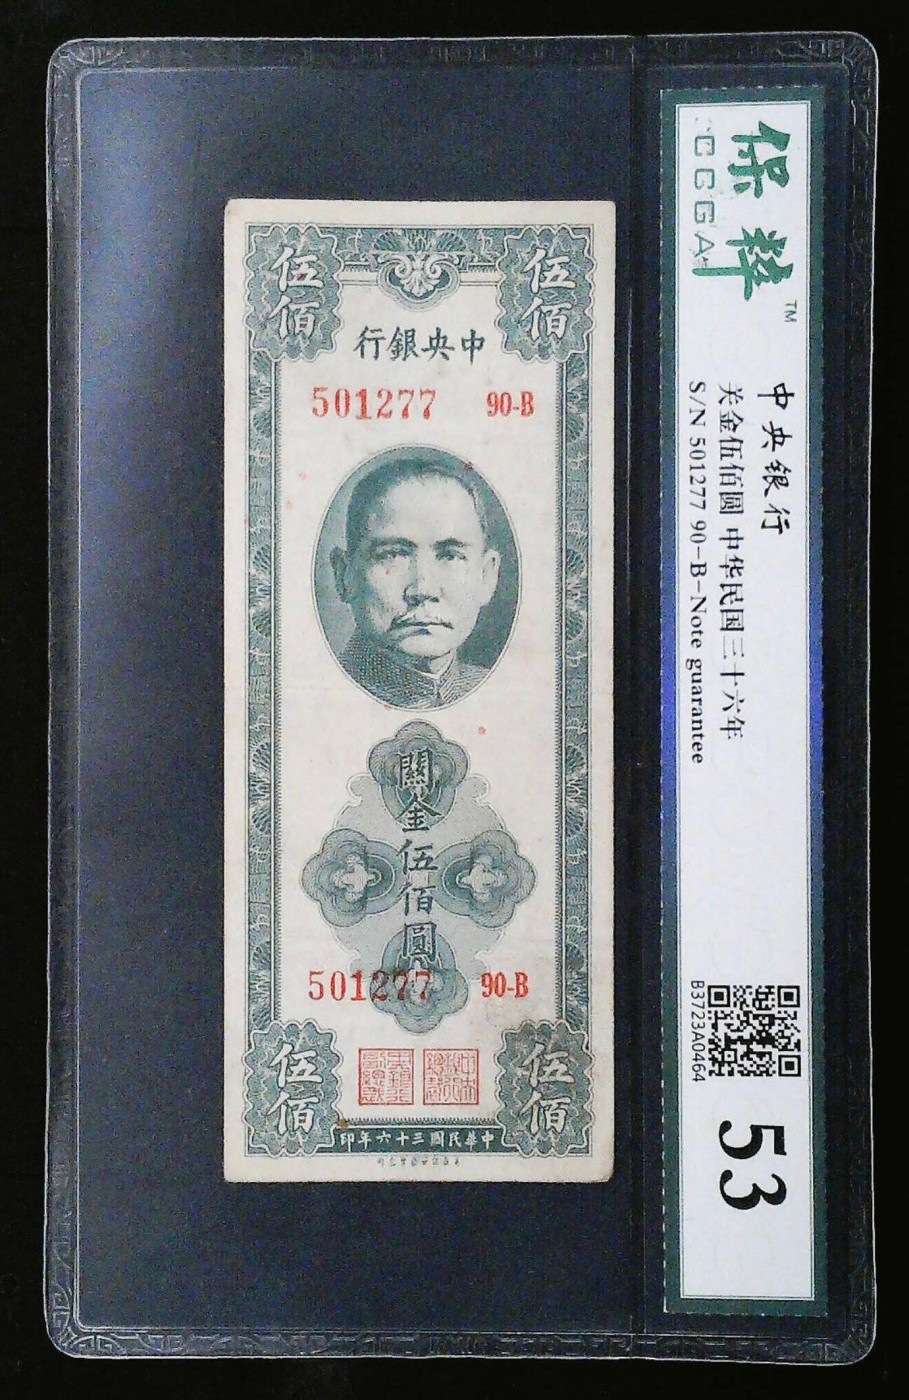 伍佰
伍佰
行銀央中
501277 90-B
關金伍佰圓
501277 90-B
伍佰
伍佰
印年六十三國民華中
保粹
TM
CCGA
中央银行
关金伍佰圆 中华民国三十六年
S/N 501277 90-B-Note guarantee
B3723A0464
53